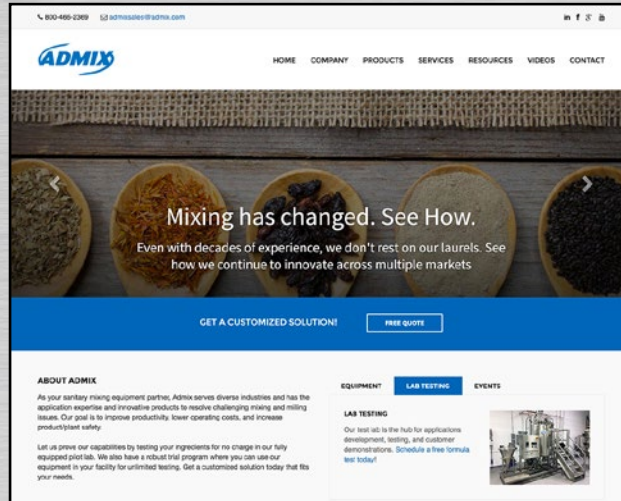 800-466-2369 admixsales@admix.com
in f
ADMIX
HOME COMPANY PRODUCTS SERVICES RESOURCES VIDEOS CONTACT
Mixing has changed. See How.
Even with decades of experience, we don't rest on our laurels. See
how we continue to innovate across multiple markets
GET A CUSTOMIZED SOLUTION! FREE QUOTE
ABOUT ADMIX
As your sanitary mixing equipment partner, Admix serves diverse industries and has the
application expertise and innovative products to resolve challenging mixing and milling
issues. Our goal is to improve productivity, lower operating costs, and increase
product/plant safety.
Let us prove our capabilities by testing your ingredients for no charge in our fully
equipped pilot lab. We also have a robust trial program where you can use our
equipment in your facility for unlimited testing. Get a customized solution today that fits
your needs.
EQUIPMENT LAB TESTING EVENTS
LAB TESTING
Our test lab is the hub for applications
development, testing, and customer
demonstrations. Schedule a free formula
test today!